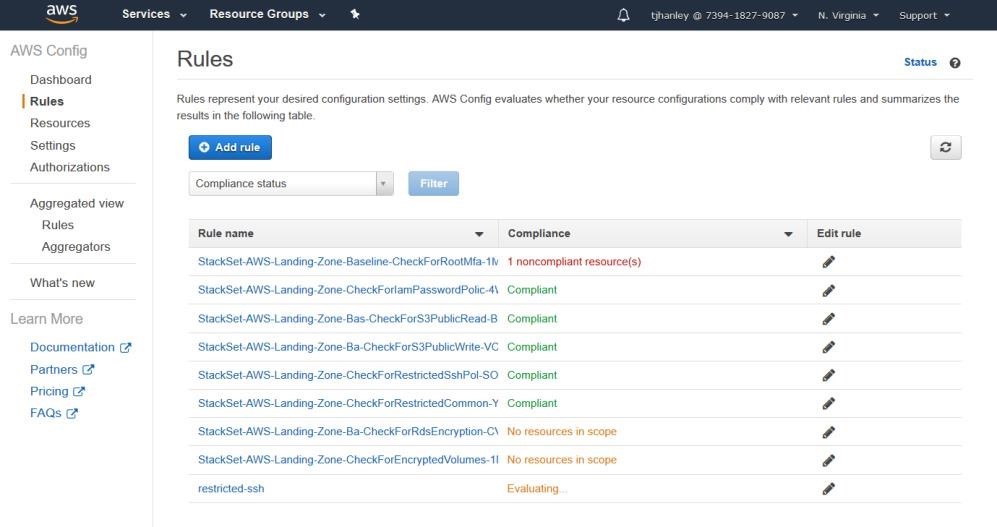 aws
Services
Resource Groups
tjhanley @ 7394-1827-9087
N. Virginia
Support
AWS Config
Dashboard
Rules
Resources
Settings
Authorizations
Aggregated view
Rules
Aggregators
What's new
Learn More
Documentation
Partners
Pricing
FAQs
Rules
Status
Rules represent your desired configuration settings. AWS Config evaluates whether your resource configurations comply with relevant rules and summarizes the
results in the following table.
Add rule
Compliance status
Filter
Rule name Compliance Edit rule
StackSet-AWS-Landing-Zone-Baseline-CheckForRootMfa-1M 1 noncompliant resource(s)
StackSet-AWS-Landing-Zone-CheckForIamPasswordPolic-4\ Compliant
StackSet-AWS-Landing-Zone-Bas-CheckForS3PublicRead-B Compliant
StackSet-AWS-Landing-Zone-Ba-CheckForS3PublicWrite-VC Compliant
StackSet-AWS-Landing-Zone-CheckForRestrictedSshPol-SO Compliant
StackSet-AWS-Landing-Zone-CheckForRestrictedCommon-Y Compliant
StackSet-AWS-Landing-Zone-Ba-CheckForRdsEncryption-C\ No resources in scope
StackSet-AWS-Landing-Zone-CheckForEncryptedVolumes-1I No resources in scope
restricted-ssh Evaluating...